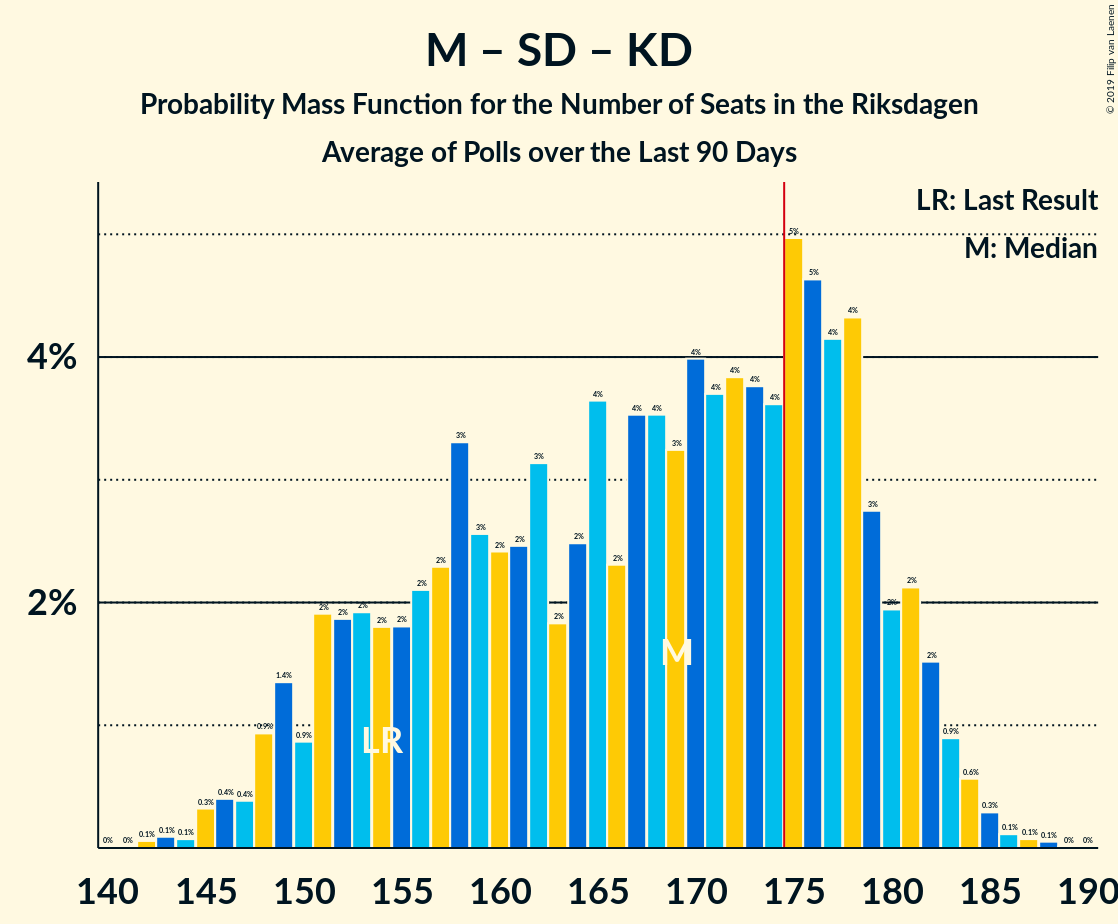 M – SD – KD
Probability Mass Function for the Number of Seats in the Riksdagen
Average of Polls over the Last 90 Days
© 2019 Filip van Laenen
LR: Last Result
M: Median
4%
2%
0% 0% 0.1% 0.1% 0.1% 0.3% 0.4% 0.4% 0.9% 1.4% 0.9% 2% 2% 2% 2% 2% 2% 2% 3% 3% 2% 2% 3% 2% 2% 4% 2% 4% 4% 3% 4% 4% 4% 4% 4% 5% 5% 4% 4% 3% 2% 2% 2% 0.9% 0.6% 0.3% 0.1% 0.1% 0.1% 0% 0%
M
LR
140 145 150 155 160 165 170 175 180 185 190